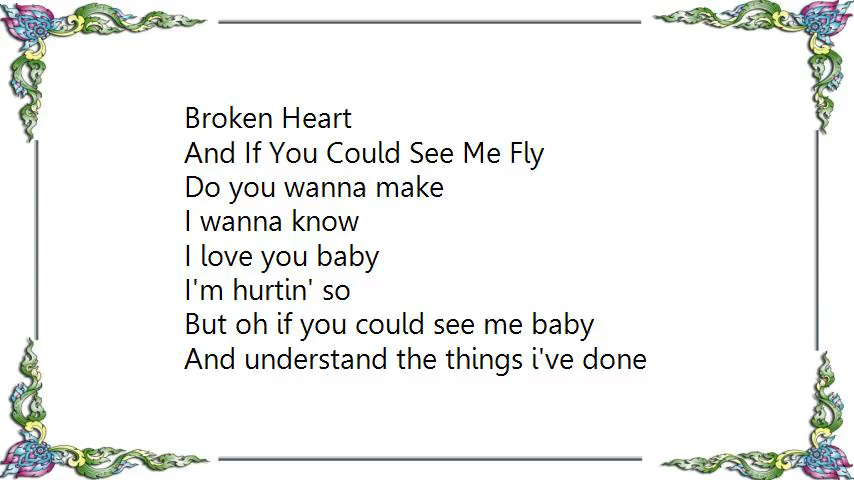 Broken Heart
And If You Could See Me Fly
Do you wanna make
I wanna know
I love you baby
I'm hurtin' so
But oh if you could see me baby
And understand the things i've done